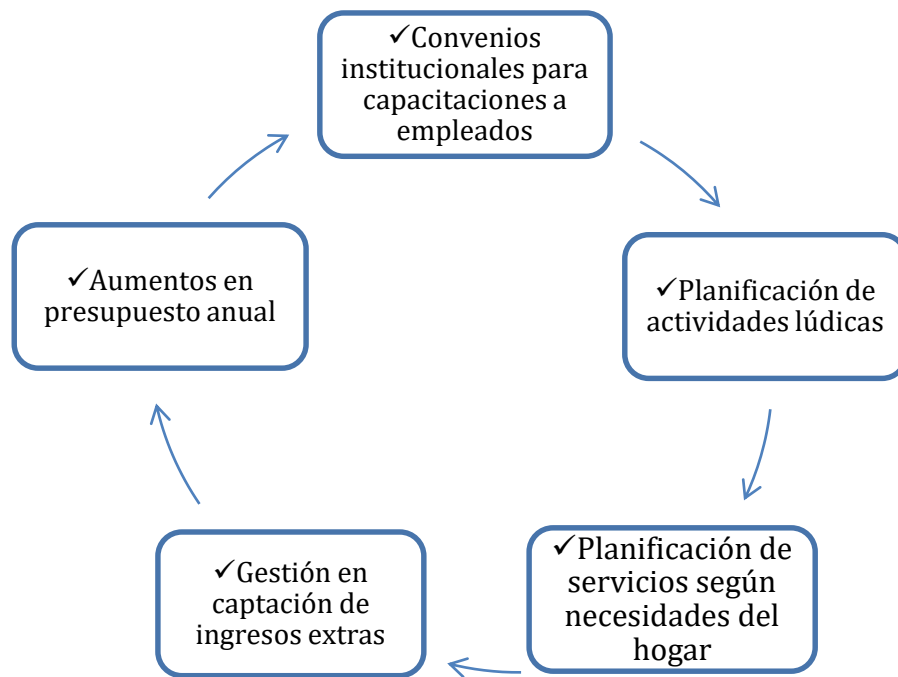 ✓Convenios
institucionales para
capacitaciones a
empleados
✓Planificación de
actividades lúdicas
✓Planificación de
servicios según
necesidades del
hogar
✓Gestión en
captación de
ingresos extras
✓Aumentos en
presupuesto anual